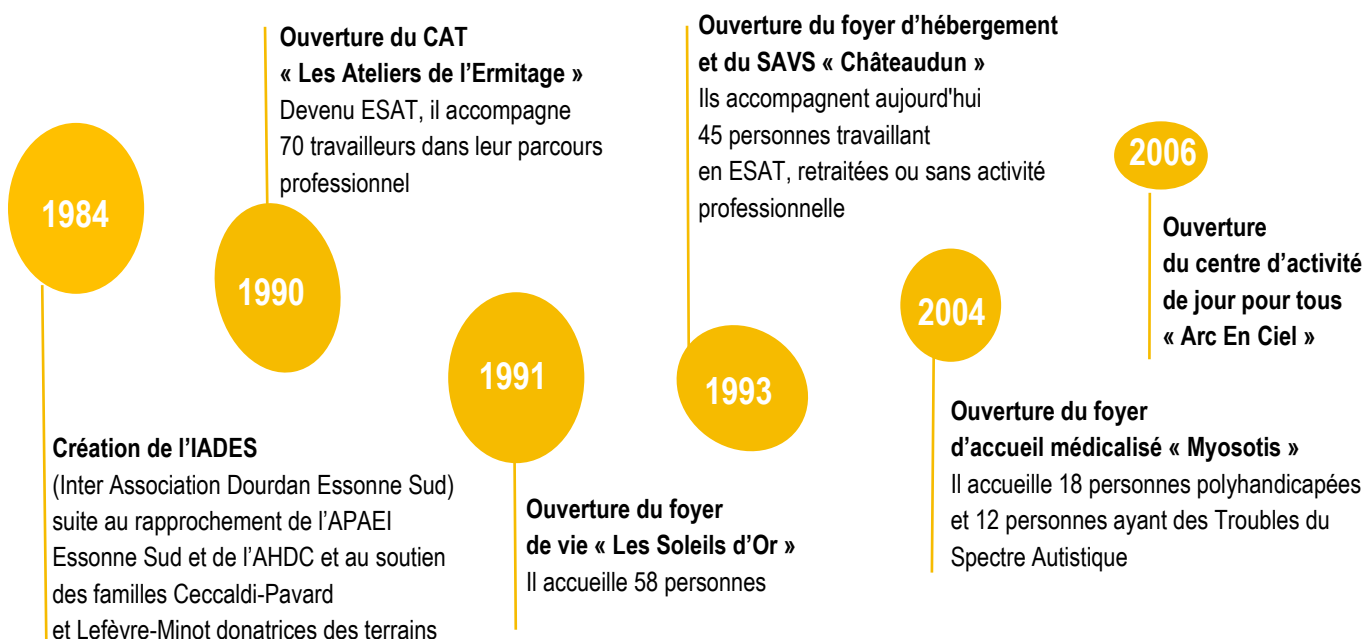 1984
Création de l’IADES
(Inter Association Dourdan Essonne Sud)
suite au rapprochement de l’APAEI
Essonne Sud et de l’AHDC et au soutien
des familles Ceccaldi-Pavard
et Lefèvre-Minot donatrices des terrains
Ouverture du CAT
« Les Ateliers de l’Ermitage »
Devenu ESAT, il accompagne
70 travailleurs dans leur parcours
professionnel
1990
1991
Ouverture du foyer
de vie « Les Soleils d’Or »
Il accueille 58 personnes
Ouverture du foyer d’hébergement
et du SAVS « Châteaudun »
Ils accompagnent aujourd'hui
45 personnes travaillant
en ESAT, retraitées ou sans activité
professionnelle
1993
2004
Ouverture du foyer
d’accueil médicalisé « Myosotis »
Il accueille 18 personnes polyhandicapées
et 12 personnes ayant des Troubles du
Spectre Autistique
2006
Ouverture
du centre d’activité
de jour pour tous
« Arc En Ciel »